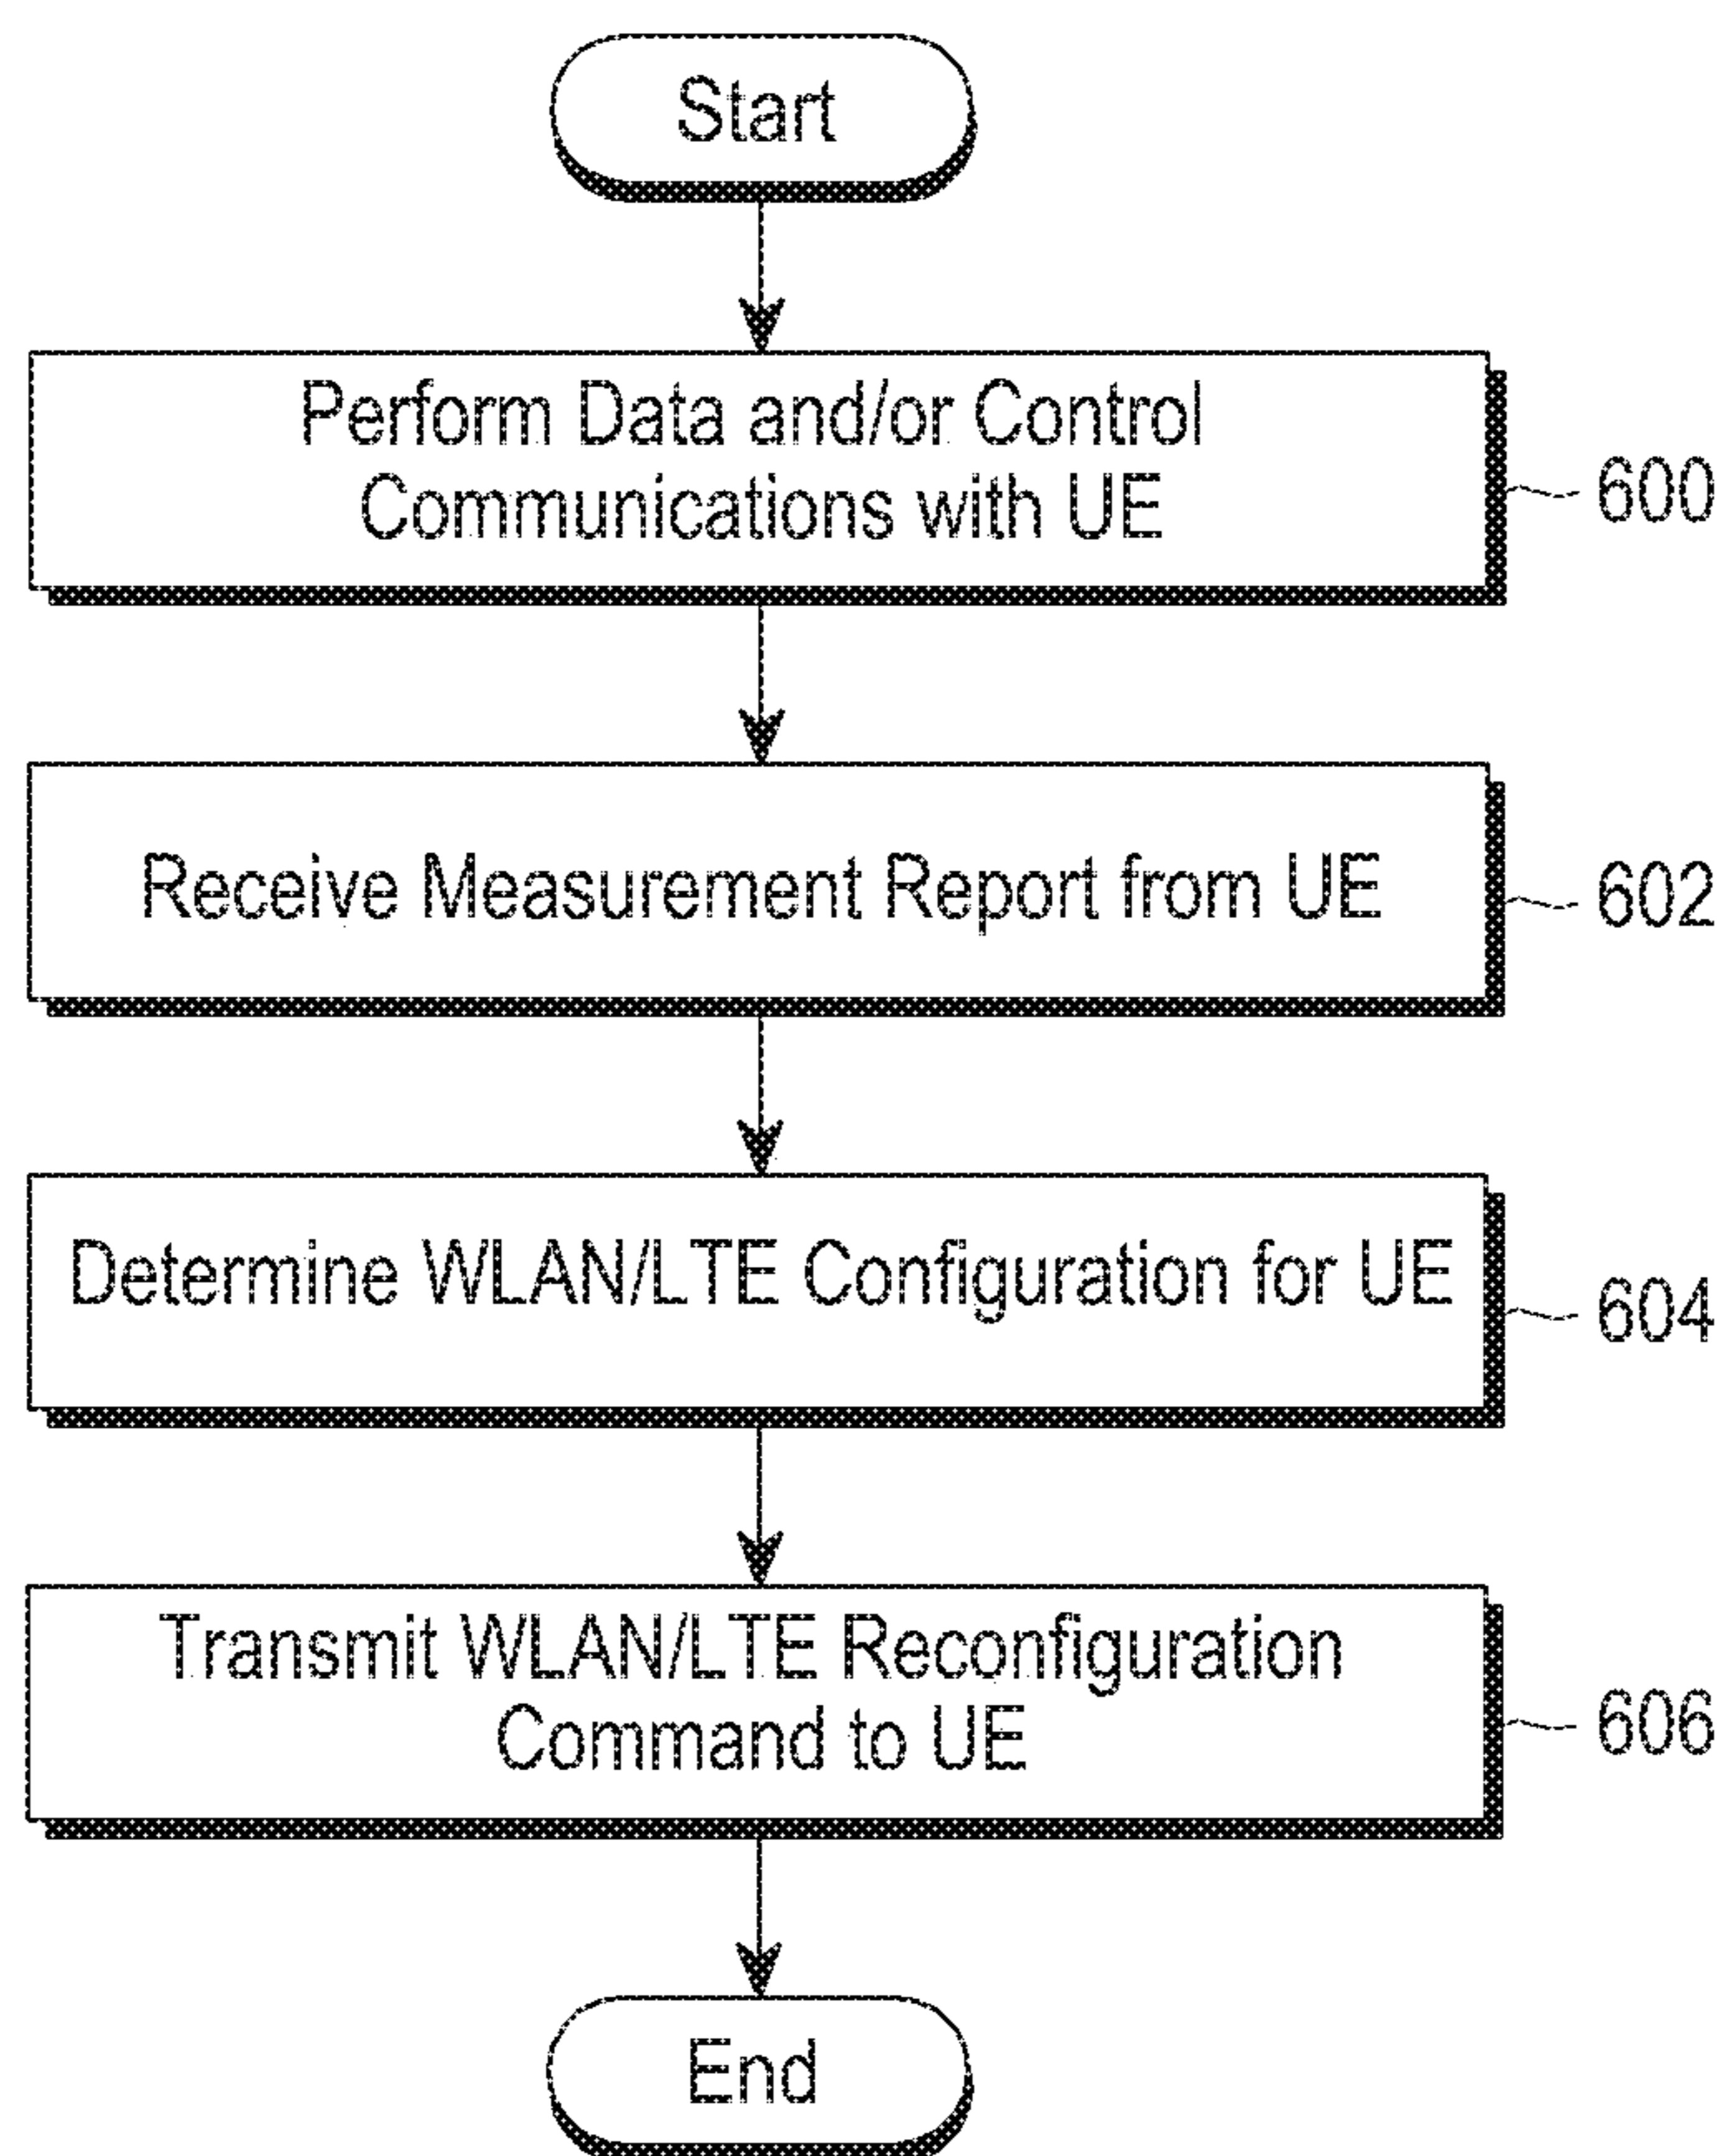 Start
Perform Data and/or Control
Communications with UE
600
Receive Measurement Report from UE
602
Determine WLAN/LTE Configuration for UE
604
Transmit WLAN/LTE Reconfiguration
Command to UE
606
End